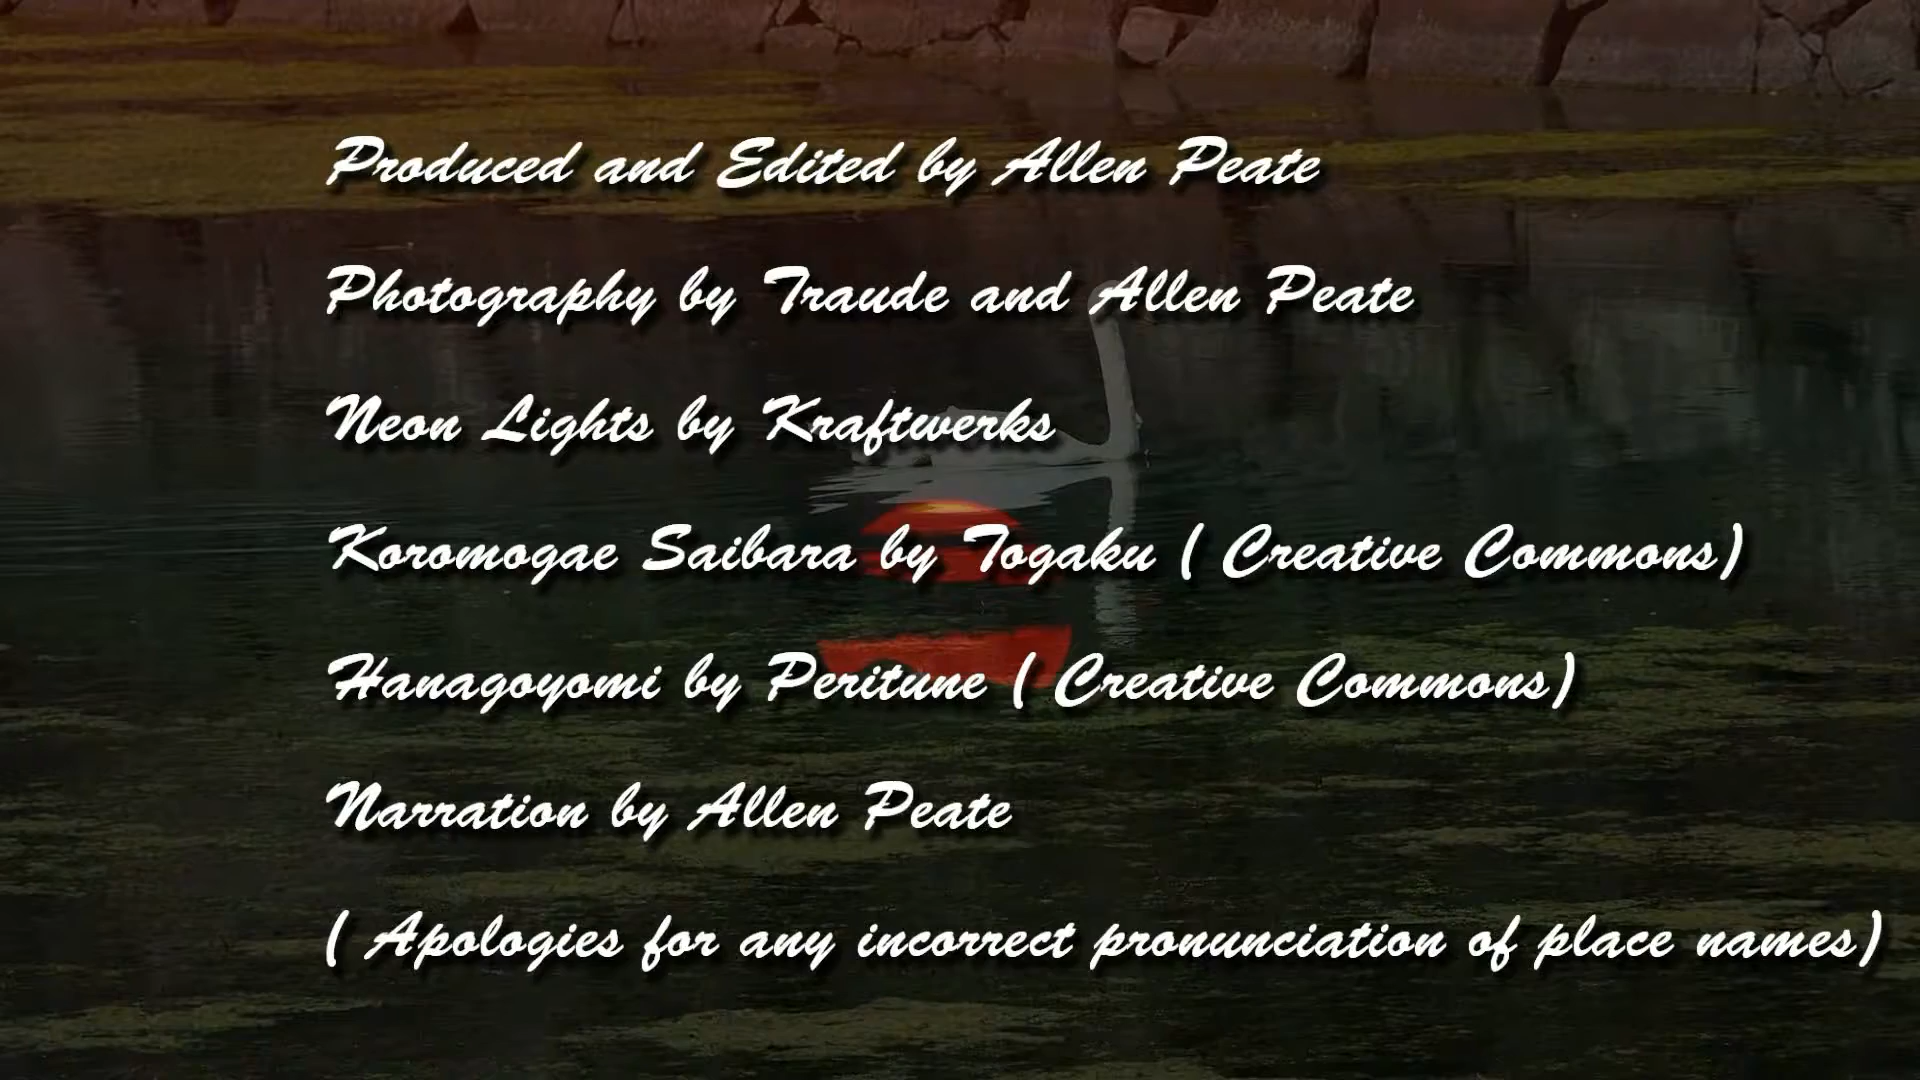 Produced and Edited by Allen Peate
Photography by Traude and Allen Peate
Neon Lights by Kraftwerks
Koromogae Saibara by Togaku ( Creative Commons)
Hanagoyomi by Peritune ( Creative Commons)
Narration by Allen Peate
( Apologies for any incorrect pronunciation of place names)